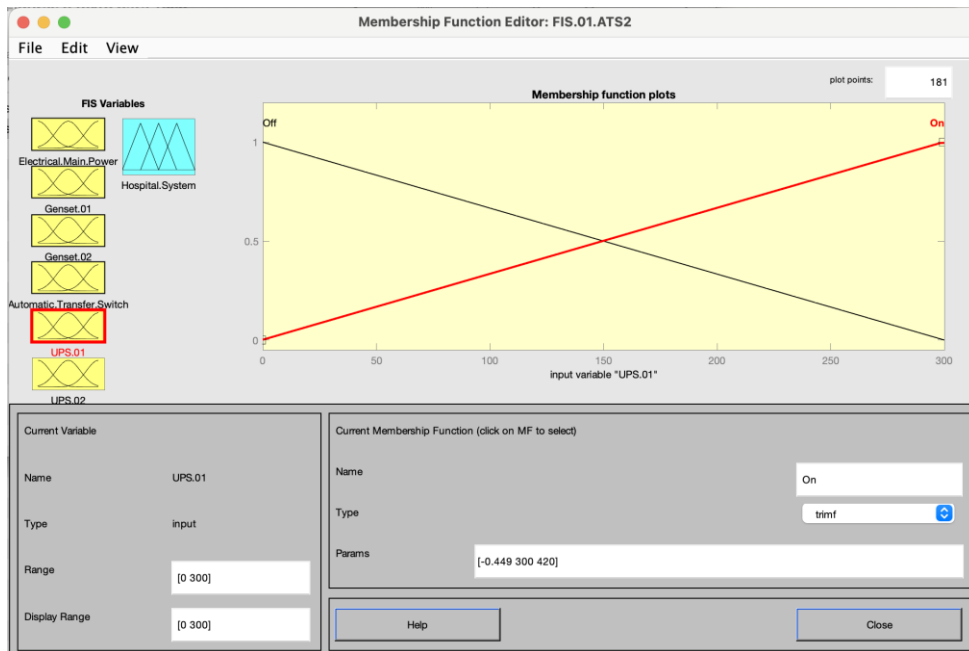 Membership Function Editor: FIS.01.ATS2
File Edit View
plot points: 181
FIS Variables
Electrical.Main.Power
Genset.01
Genset.02
Automatic.Transfer.Switch
UPS.01
UPS.02
Hospital.System
Membership function plots
Off On
1
0.5
0
0 50 100 150 200 250 300
input variable "UPS.01"
Current Variable
Name UPS.01
Type input
Range [0 300]
Display Range [0 300]
Current Membership Function (click on MF to select)
Name On
Type trimf
Params [-0.449 300 420]
Help Close